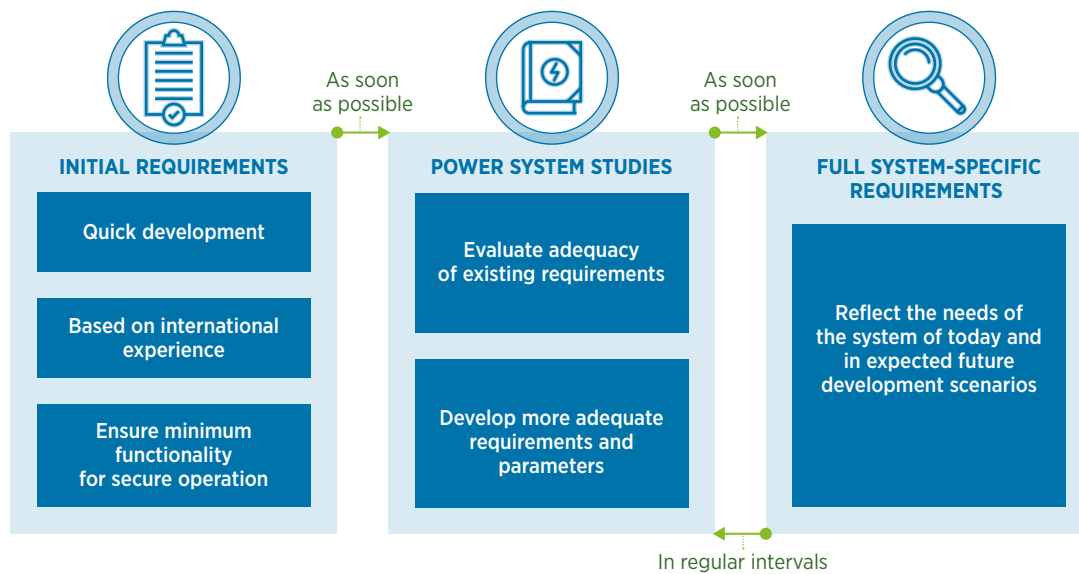 As soon
as possible
As soon
as possible
INITIAL REQUIREMENTS
Quick development
Based on international
experience
Ensure minimum
functionality
for secure operation
POWER SYSTEM STUDIES
Evaluate adequacy
of existing requirements
Develop more adequate
requirements and
parameters
FULL SYSTEM-SPECIFIC
REQUIREMENTS
Reflect the needs of
the system of today and
in expected future
development scenarios
In regular intervals